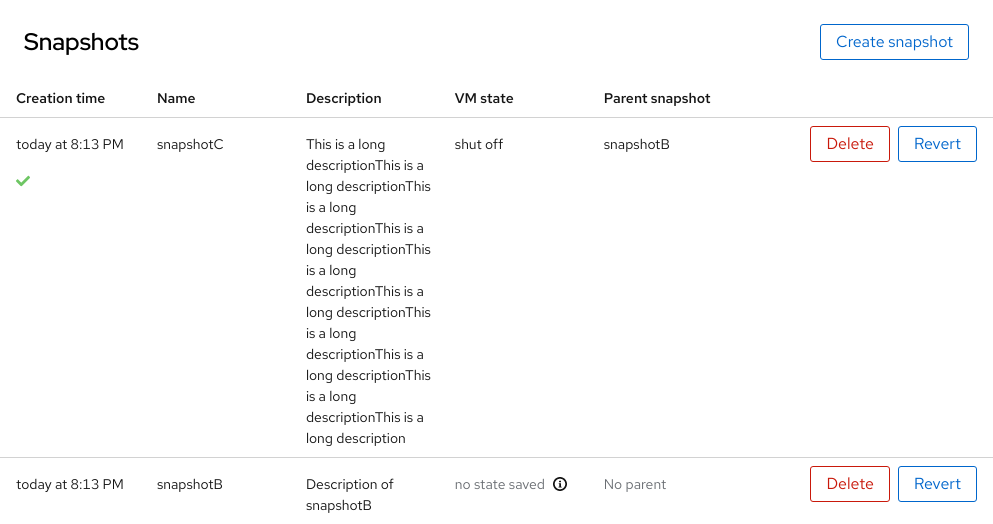 Snapshots
Create snapshot
Creation time Name Description VM state Parent snapshot
today at 8:13 PM snapshotC This is a long shut off snapshotB Delete Revert
descriptionThis is a
long descriptionThis
is a long
descriptionThis is a
long descriptionThis
is a long
descriptionThis is a
long descriptionThis
is a long
descriptionThis is a
long descriptionThis
is a long
descriptionThis is a
long description
today at 8:13 PM snapshotB Description of no state saved No parent Delete Revert
snapshotB